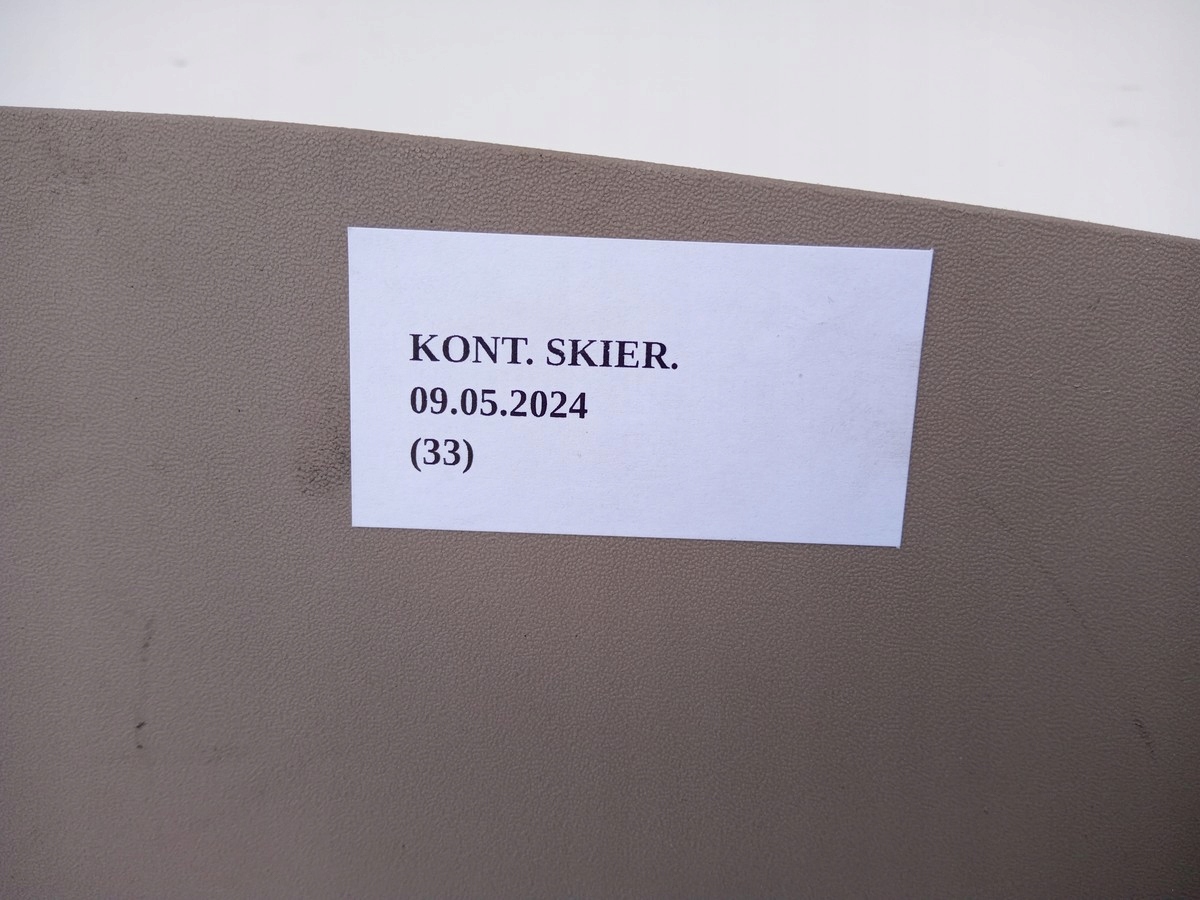 KONT. SKIER.
09.05.2024
(33)